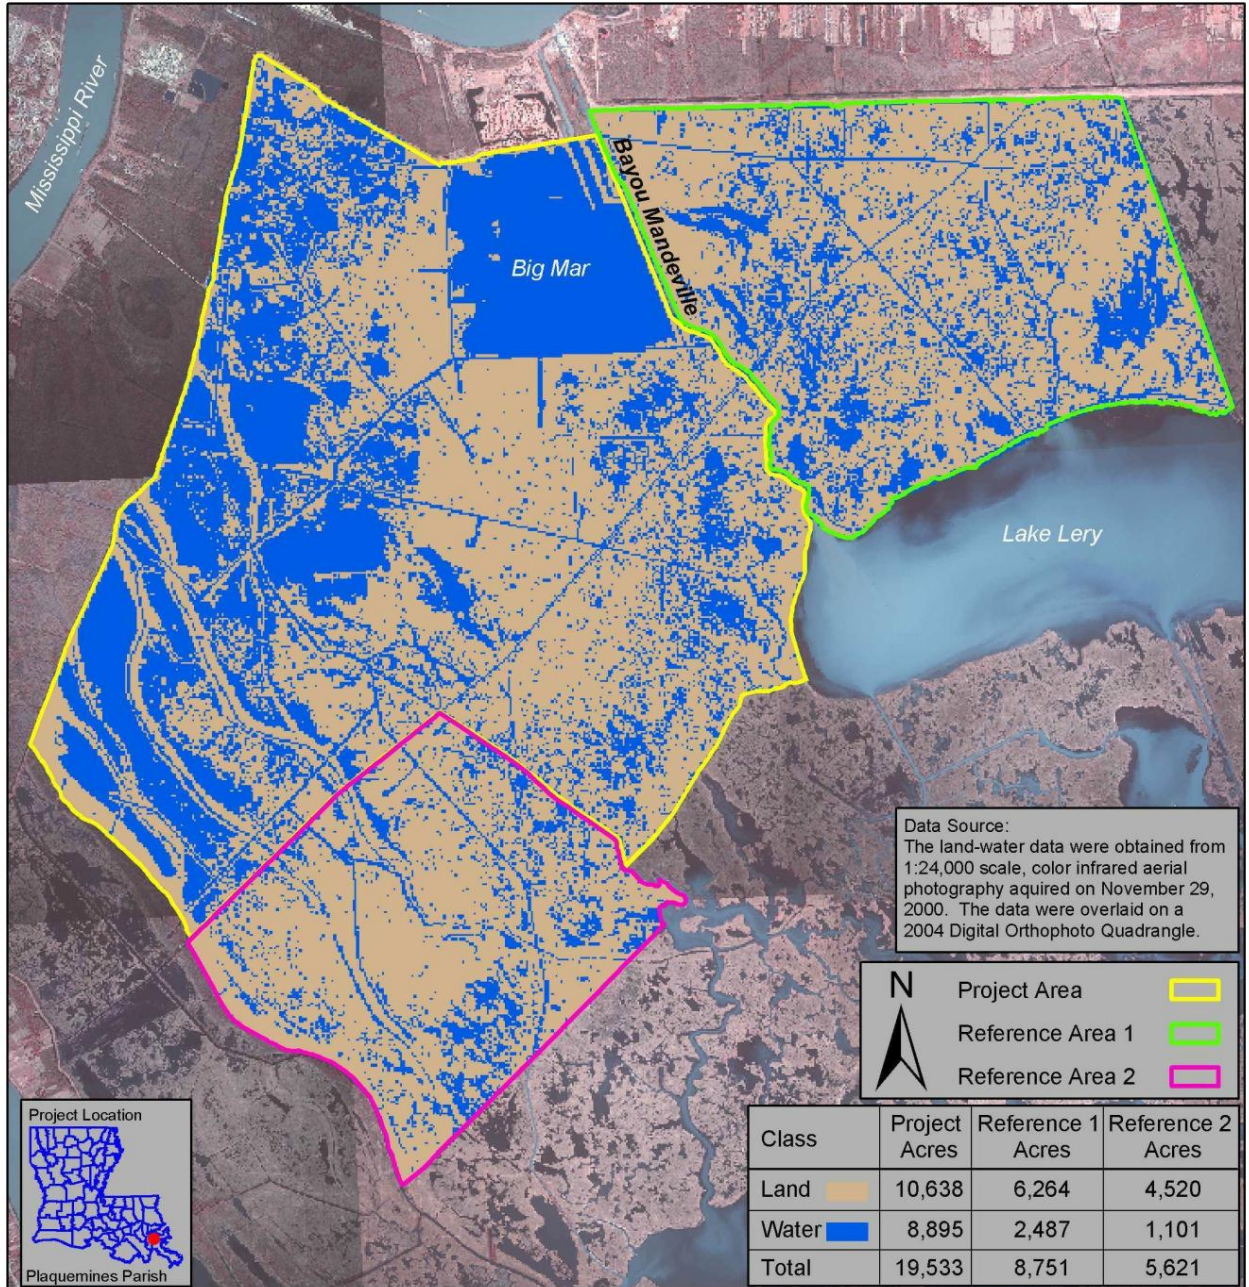 Mississippi River
Bayou Mandeville
Big Mar
Lake Lery
Data Source:
The land-water data were obtained from
1:24,000 scale, color infrared aerial
photography aquired on November 29,
2000. The data were overlaid on a
2004 Digital Orthophoto Quadrangle.
N
Project Area
Reference Area 1
Reference Area 2
Project Location
Plaquemines Parish
Class Project Acres Reference 1 Acres Reference 2 Acres
Land 10,638 6,264 4,520
Water 8,895 2,487 1,101
Total 19,533 8,751 5,621